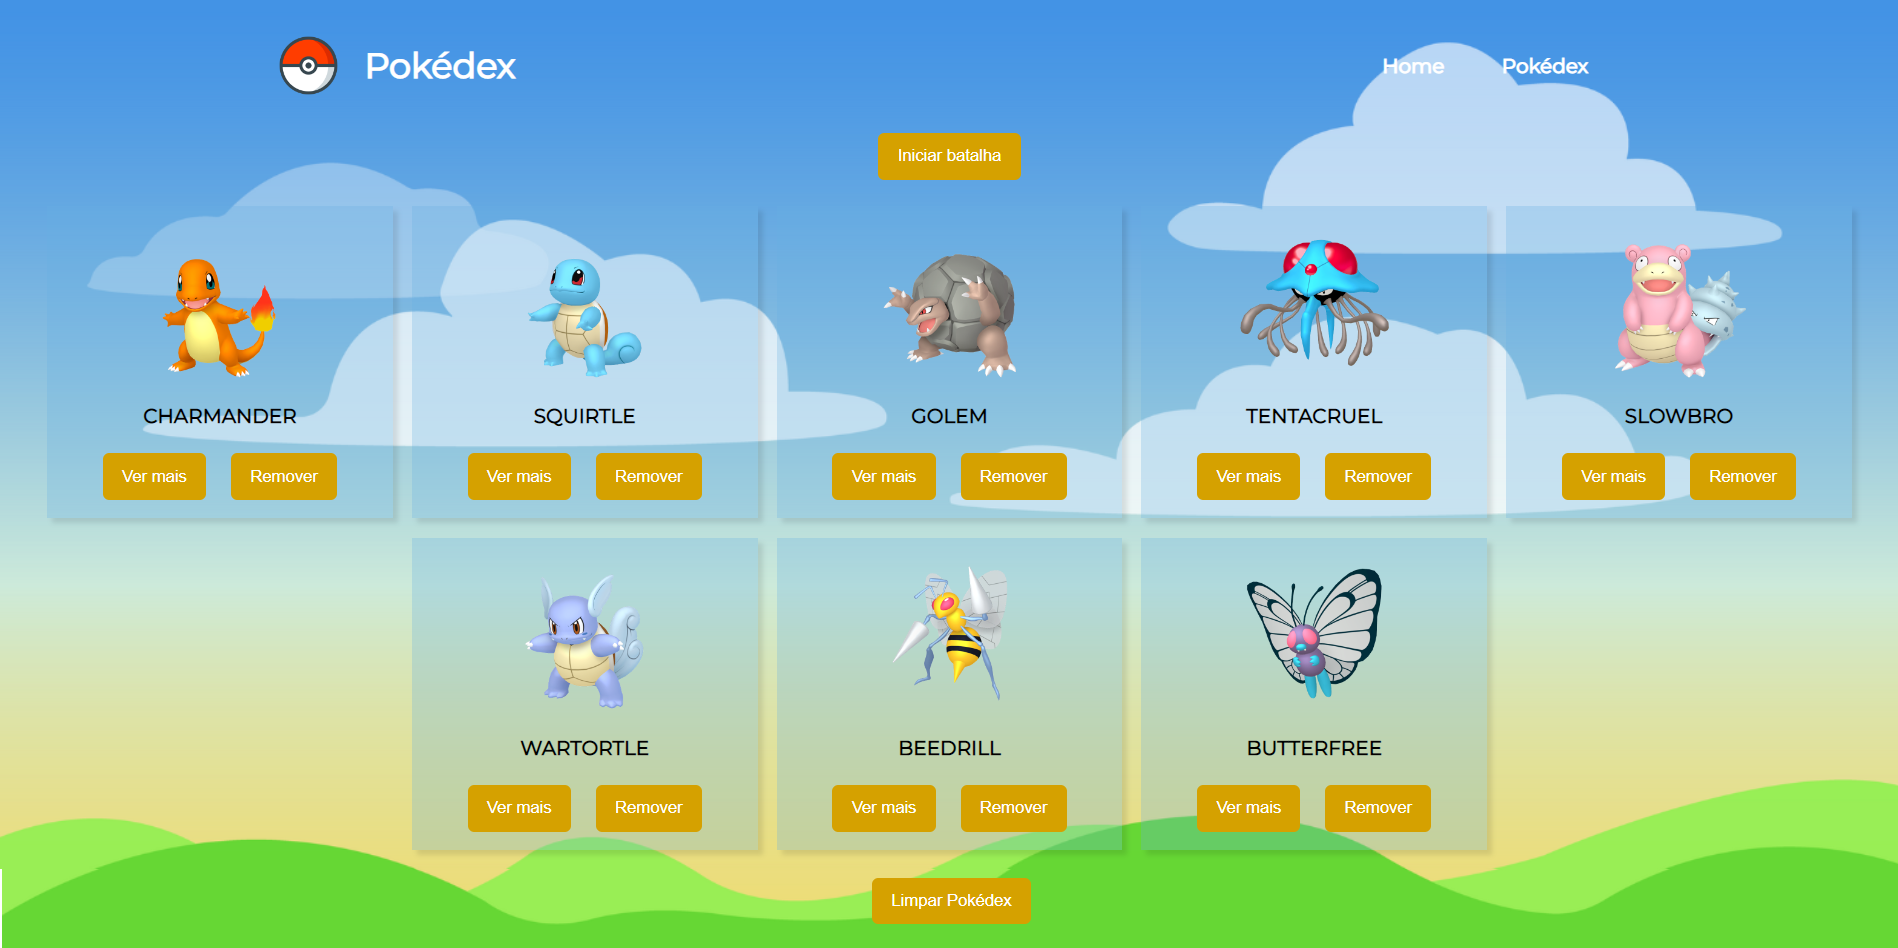 Pokédex
Home Pokédex
Iniciar batalha
CHARMANDER
Ver mais Remover
SQUIRTLE
Ver mais Remover
GOLEM
Ver mais Remover
TENTACRUEL
Ver mais Remover
SLOWBRO
Ver mais Remover
WARTORTLE
Ver mais Remover
BEEDRILL
Ver mais Remover
BUTTERFREE
Ver mais Remover
Limpar Pokédex